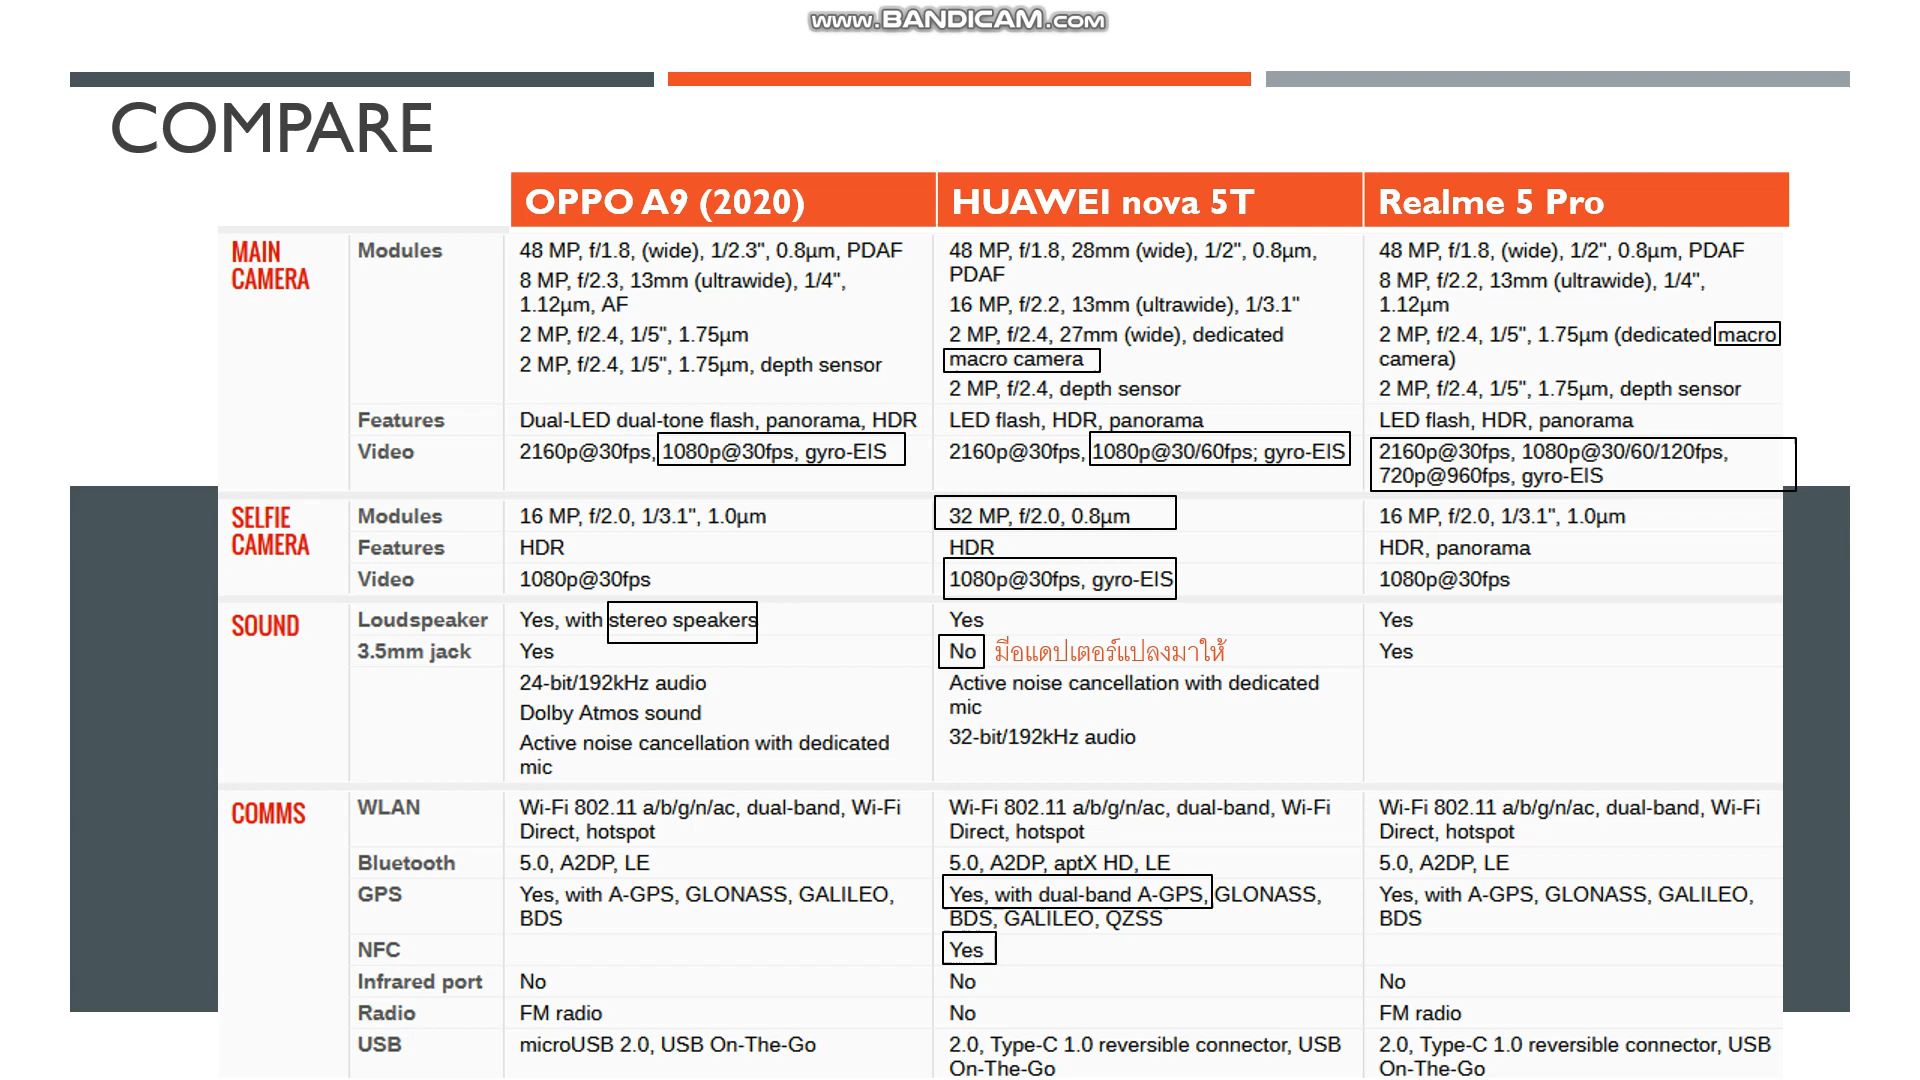 www.BANDICAM.com
COMPARE
OPPO A9 (2020) HUAWEI nova 5T Realme 5 Pro
MAIN CAMERA
Modules
48 MP, f/1.8, (wide), 1/2.3", 0.8µm, PDAF
8 MP, f/2.3, 13mm (ultrawide), 1/4",
1.12µm, AF
2 MP, f/2.4, 1/5", 1.75µm
2 MP, f/2.4, 1/5", 1.75µm, depth sensor
48 MP, f/1.8, 28mm (wide), 1/2", 0.8µm,
PDAF
16 MP, f/2.2, 13mm (ultrawide), 1/3.1"
2 MP, f/2.4, 27mm (wide), dedicated
macro camera
2 MP, f/2.4, depth sensor
48 MP, f/1.8, (wide), 1/2", 0.8µm, PDAF
8 MP, f/2.2, 13mm (ultrawide), 1/4",
1.12µm
2 MP, f/2.4, 1/5", 1.75µm (dedicated macro
camera)
2 MP, f/2.4, 1/5", 1.75µm, depth sensor
Features
Dual-LED dual-tone flash, panorama, HDR
LED flash, HDR, panorama
LED flash, HDR, panorama
Video
2160p@30fps, 1080p@30fps, gyro-EIS
2160p@30fps, 1080p@30/60fps; gyro-EIS
2160p@30fps, 1080p@30/60/120fps,
720p@960fps, gyro-EIS
SELFIE CAMERA
Modules
16 MP, f/2.0, 1/3.1", 1.0µm
32 MP, f/2.0, 0.8µm
16 MP, f/2.0, 1/3.1", 1.0µm
Features
HDR
HDR
HDR, panorama
Video
1080p@30fps
1080p@30fps, gyro-EIS
1080p@30fps
SOUND
Loudspeaker
Yes, with stereo speakers
Yes
Yes
3.5mm jack
Yes
No มีอแดปเตอร์แปลงมาให้
Yes
24-bit/192kHz audio
Dolby Atmos sound
Active noise cancellation with dedicated
mic
Active noise cancellation with dedicated
mic
32-bit/192kHz audio
COMMS
WLAN
Wi-Fi 802.11 a/b/g/n/ac, dual-band, Wi-Fi
Direct, hotspot
Wi-Fi 802.11 a/b/g/n/ac, dual-band, Wi-Fi
Direct, hotspot
Wi-Fi 802.11 a/b/g/n/ac, dual-band, Wi-Fi
Direct, hotspot
Bluetooth
5.0, A2DP, LE
5.0, A2DP, aptX HD, LE
5.0, A2DP, LE
GPS
Yes, with A-GPS, GLONASS, GALILEO,
BDS
Yes, with dual-band A-GPS, GLONASS,
BDS, GALILEO, QZSS
Yes, with A-GPS, GLONASS, GALILEO,
BDS
NFC
Yes
Infrared port
No
No
No
Radio
FM radio
No
FM radio
USB
microUSB 2.0, USB On-The-Go
2.0, Type-C 1.0 reversible connector, USB
On-The-Go
2.0, Type-C 1.0 reversible connector, USB
On-The-Go